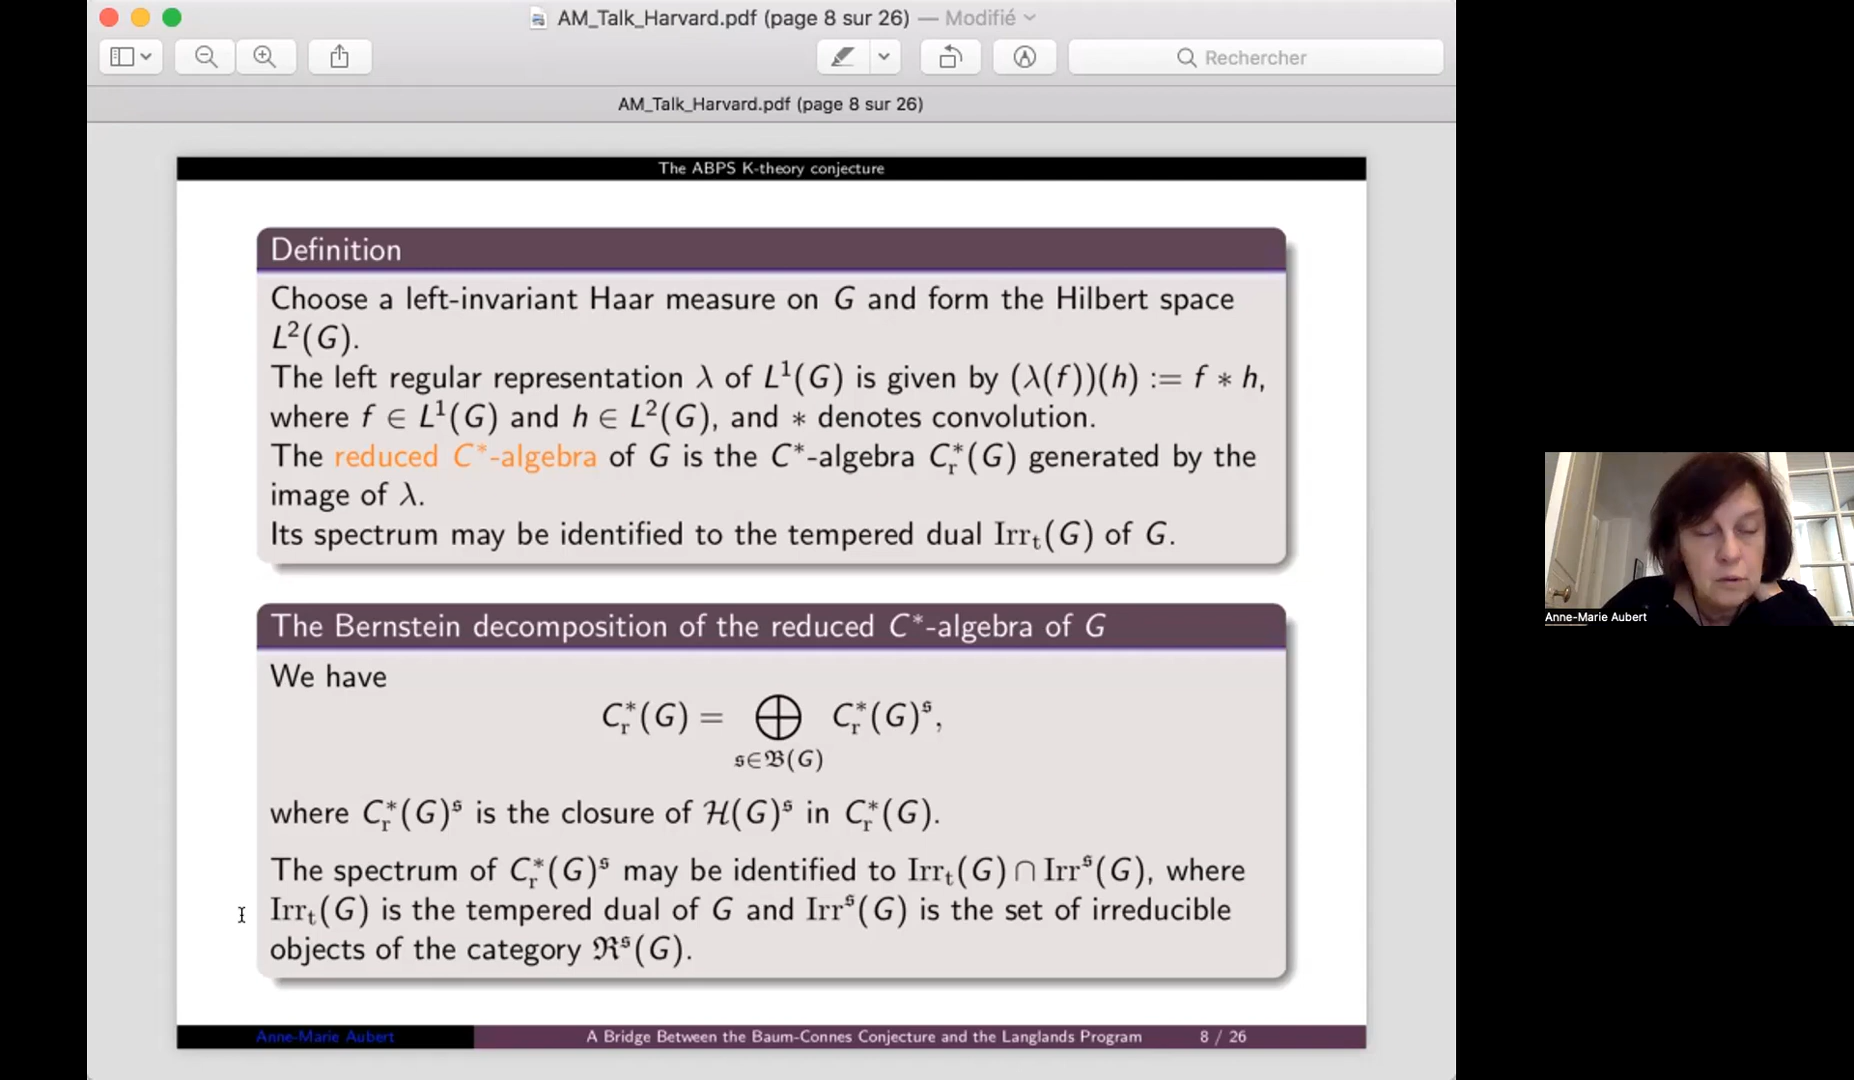 AM_Talk_Harvard.pdf (page 8 sur 26) — Modifié
Rechercher
AM_Talk_Harvard.pdf (page 8 sur 26)
The ABPS K-theory conjecture
Definition
Choose a left-invariant Haar measure on G and form the Hilbert space
L²(G).
The left regular representation λ of L¹(G) is given by (λ(f))(h) := f ∗ h,
where f ∈ L¹(G) and h ∈ L²(G), and ∗ denotes convolution.
The reduced C*-algebra of G is the C*-algebra C*_r(G) generated by the
image of λ.
Its spectrum may be identified to the tempered dual Irr_t(G) of G.
The Bernstein decomposition of the reduced C*-algebra of G
We have
C*_r(G) = ⊕ C*_r(G)^𝔰,
𝔰∈𝔅(G)
where C*_r(G)^𝔰 is the closure of ℋ(G)^𝔰 in C*_r(G).
The spectrum of C*_r(G)^𝔰 may be identified to Irr_t(G) ∩ Irr^𝔰(G), where
Irr_t(G) is the tempered dual of G and Irr^𝔰(G) is the set of irreducible
objects of the category ℜ^𝔰(G).
Anne-Marie Aubert
A Bridge Between the Baum-Connes Conjecture and the Langlands Program
8 / 26
Anne-Marie Aubert